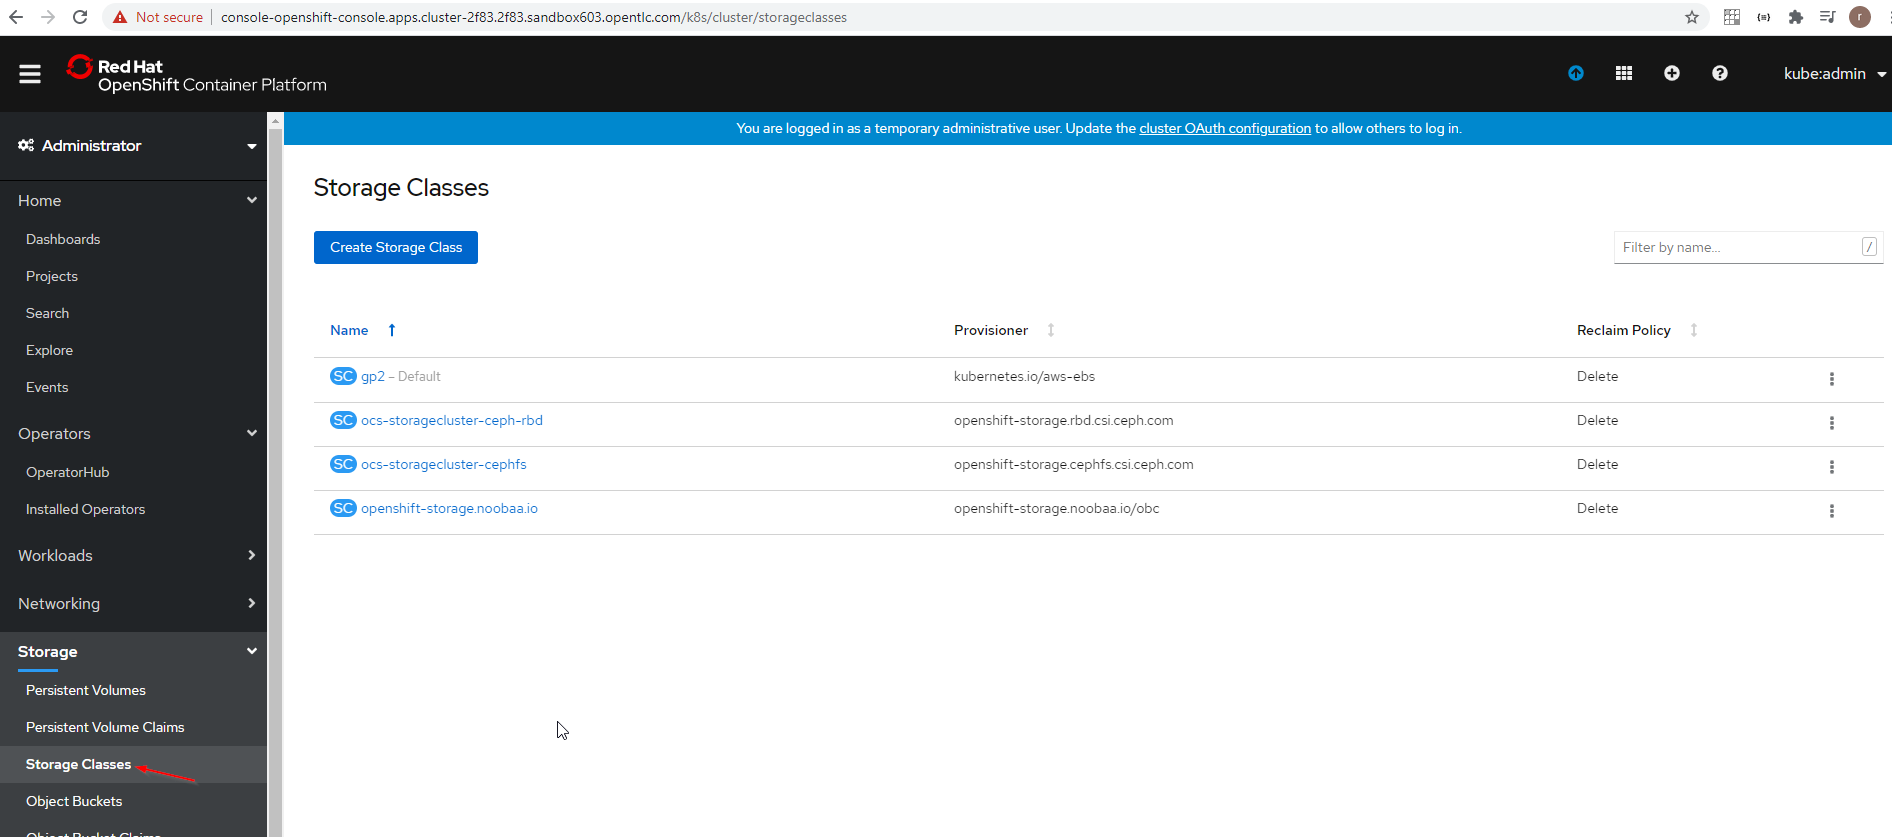 Not secure | console-openshift-console.apps.cluster-2f83.2f83.sandbox603.opentlc.com/k8s/cluster/storageclasses
r
Red Hat
OpenShift Container Platform
kube:admin
You are logged in as a temporary administrative user. Update the cluster OAuth configuration to allow others to log in.
Administrator
Home
Dashboards
Projects
Search
Explore
Events
Operators
OperatorHub
Installed Operators
Workloads
Networking
Storage
Persistent Volumes
Persistent Volume Claims
Storage Classes
Object Buckets
Object Bucket Claims
Storage Classes
Create Storage Class
Filter by name... /
Name Provisioner Reclaim Policy
SC gp2 – Default kubernetes.io/aws-ebs Delete
SC ocs-storagecluster-ceph-rbd openshift-storage.rbd.csi.ceph.com Delete
SC ocs-storagecluster-cephfs openshift-storage.cephfs.csi.ceph.com Delete
SC openshift-storage.noobaa.io openshift-storage.noobaa.io/obc Delete